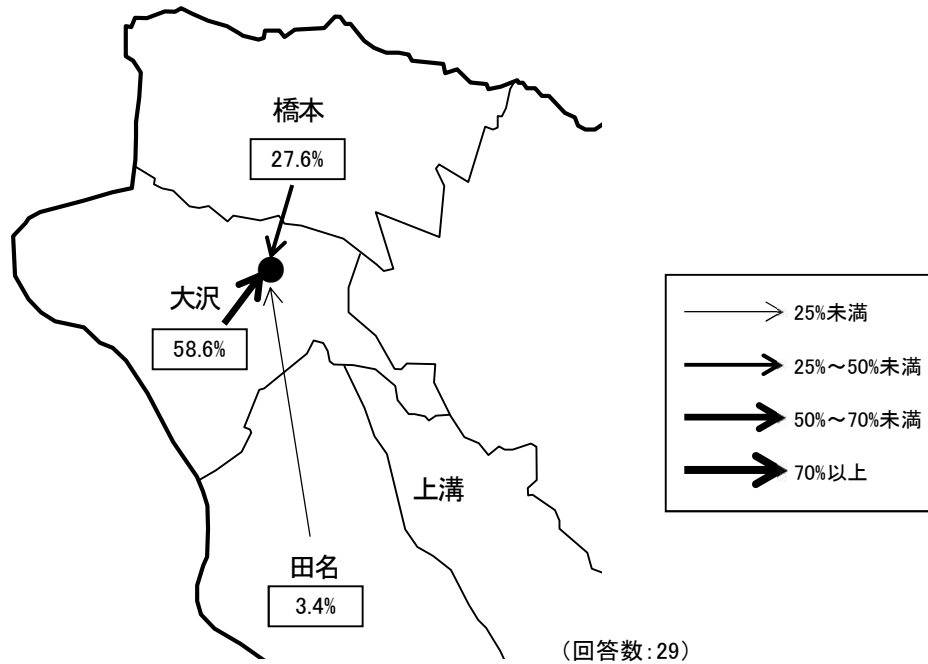 橋本
27.6%
大沢
58.6%
25%未満
25%～50%未満
50%～70%未満
70%以上
上溝
田名
3.4%
（回答数：29）